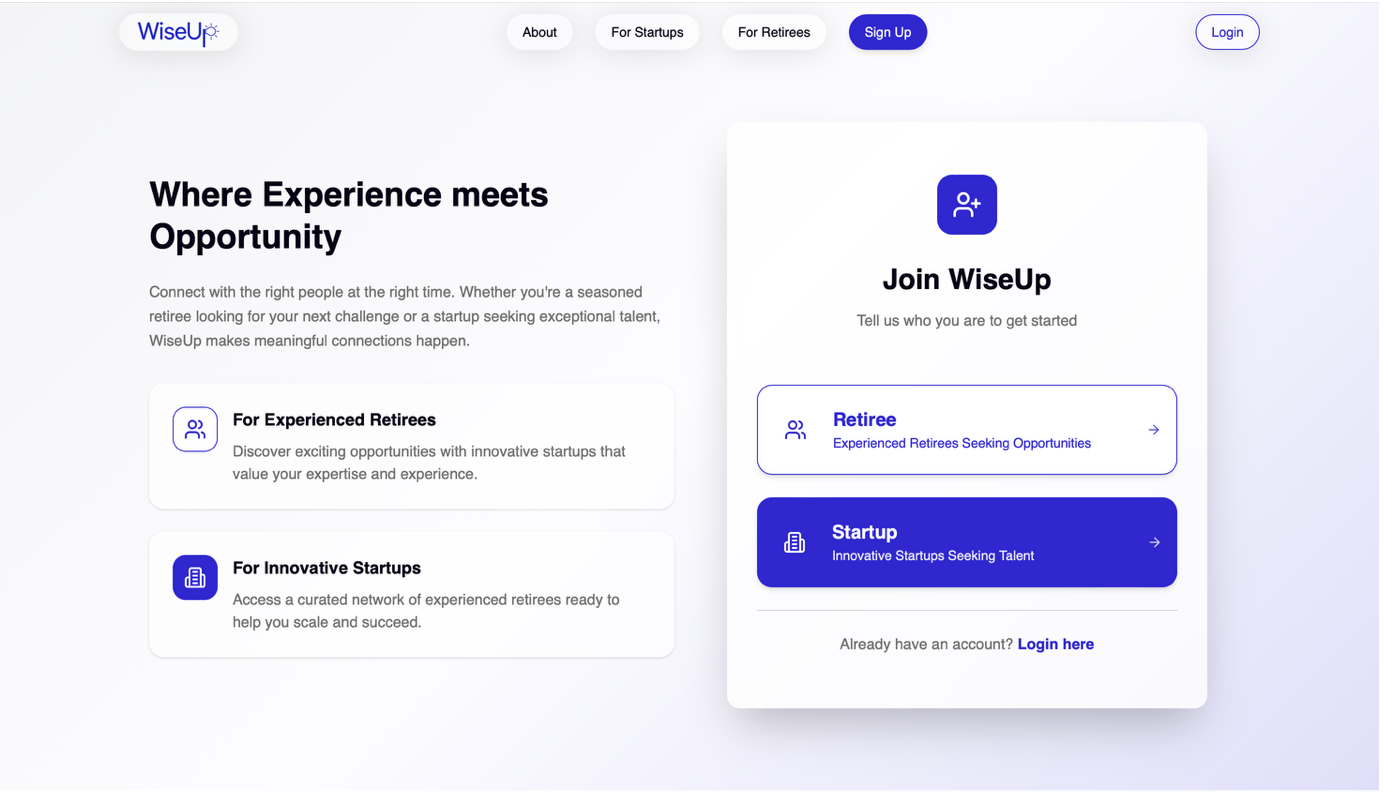 WiseUp
About
For Startups
For Retirees
Sign Up
Login
Where Experience meets
Opportunity
Connect with the right people at the right time. Whether you're a seasoned
retiree looking for your next challenge or a startup seeking exceptional talent,
WiseUp makes meaningful connections happen.
For Experienced Retirees
Discover exciting opportunities with innovative startups that
value your expertise and experience.
For Innovative Startups
Access a curated network of experienced retirees ready to
help you scale and succeed.
Join WiseUp
Tell us who you are to get started
Retiree
Experienced Retirees Seeking Opportunities
Startup
Innovative Startups Seeking Talent
Already have an account? Login here